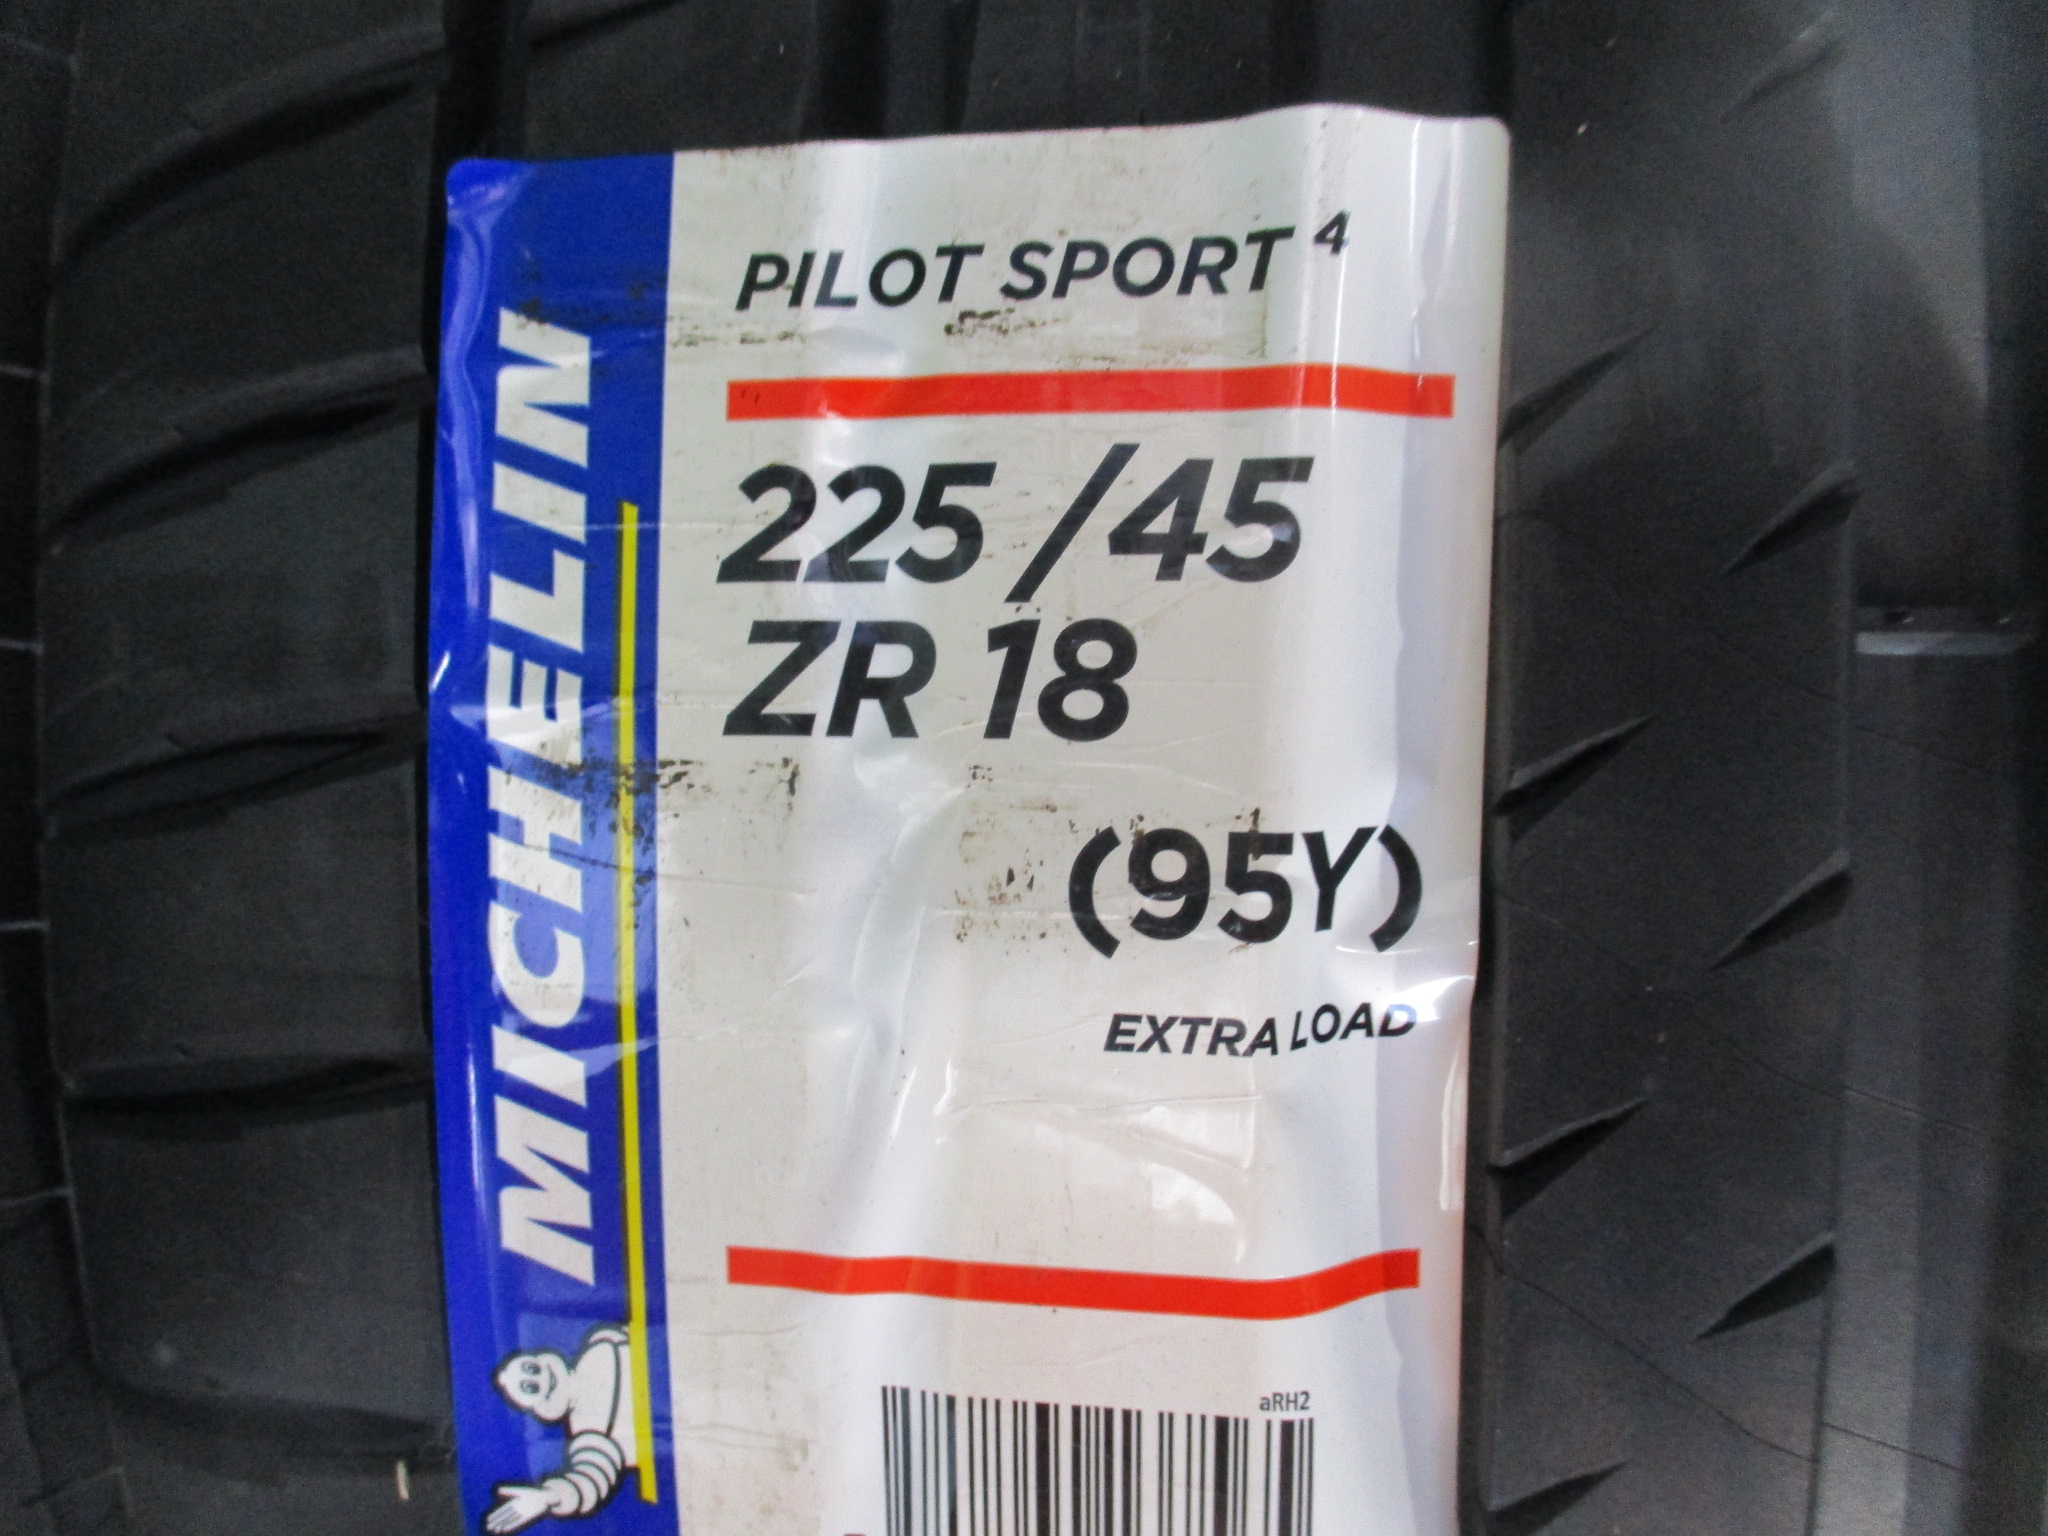 MICHELIN
PILOT SPORT 4
225/45
ZR 18
(95Y)
EXTRA LOAD
aRH2